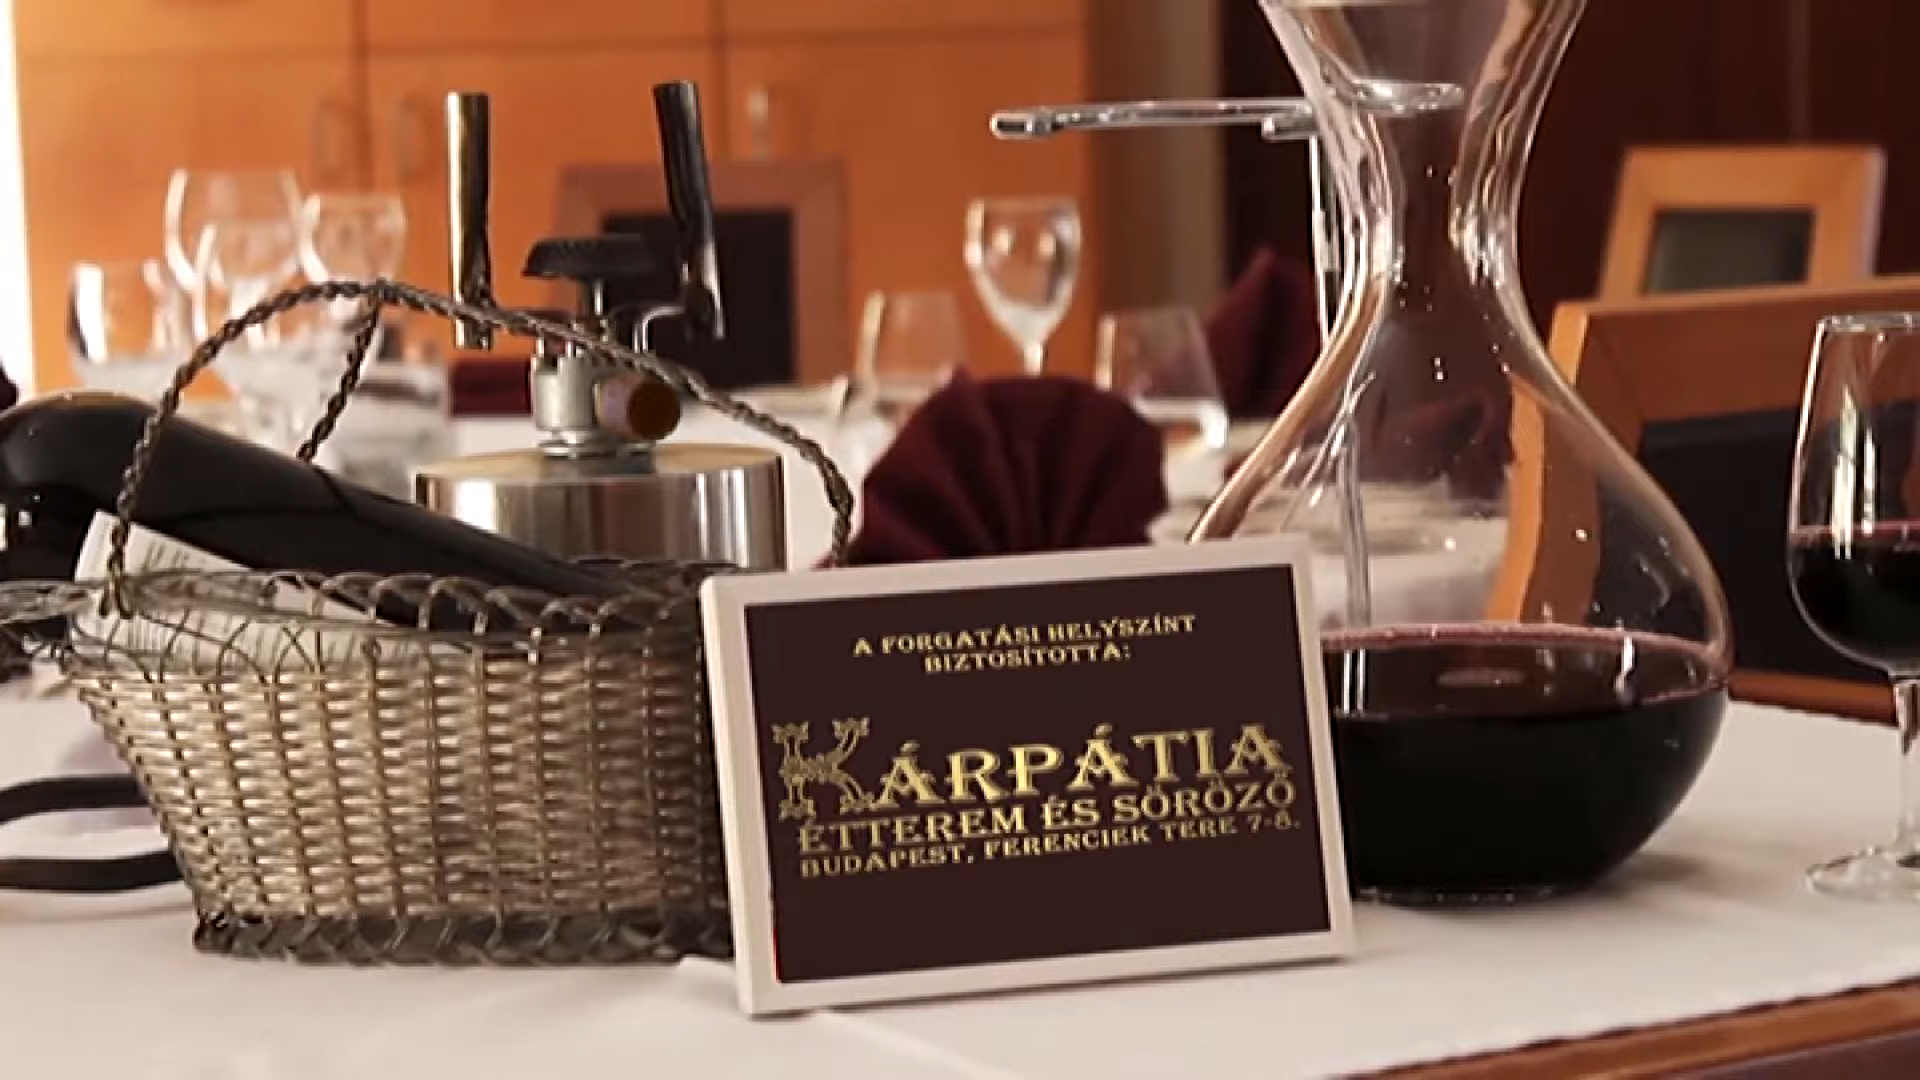 A FORGATÁSI HELYSZÍNT
BIZTOSÍTOTTA:
KÁRPÁTIA
ÉTTEREM ÉS SÖRÖZŐ
BUDAPEST, FERENCIEK TERE 7-8.